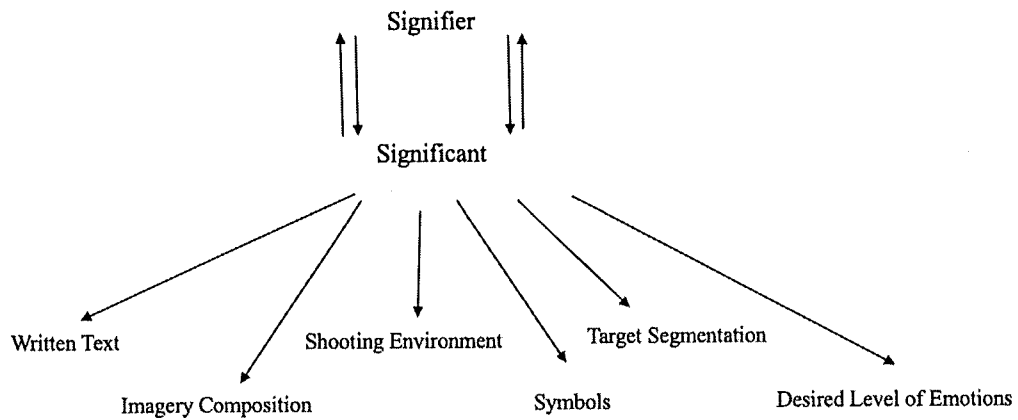 Signifier
Significant
Written Text
Shooting Environment
Target Segmentation
Imagery Composition
Symbols
Desired Level of Emotions